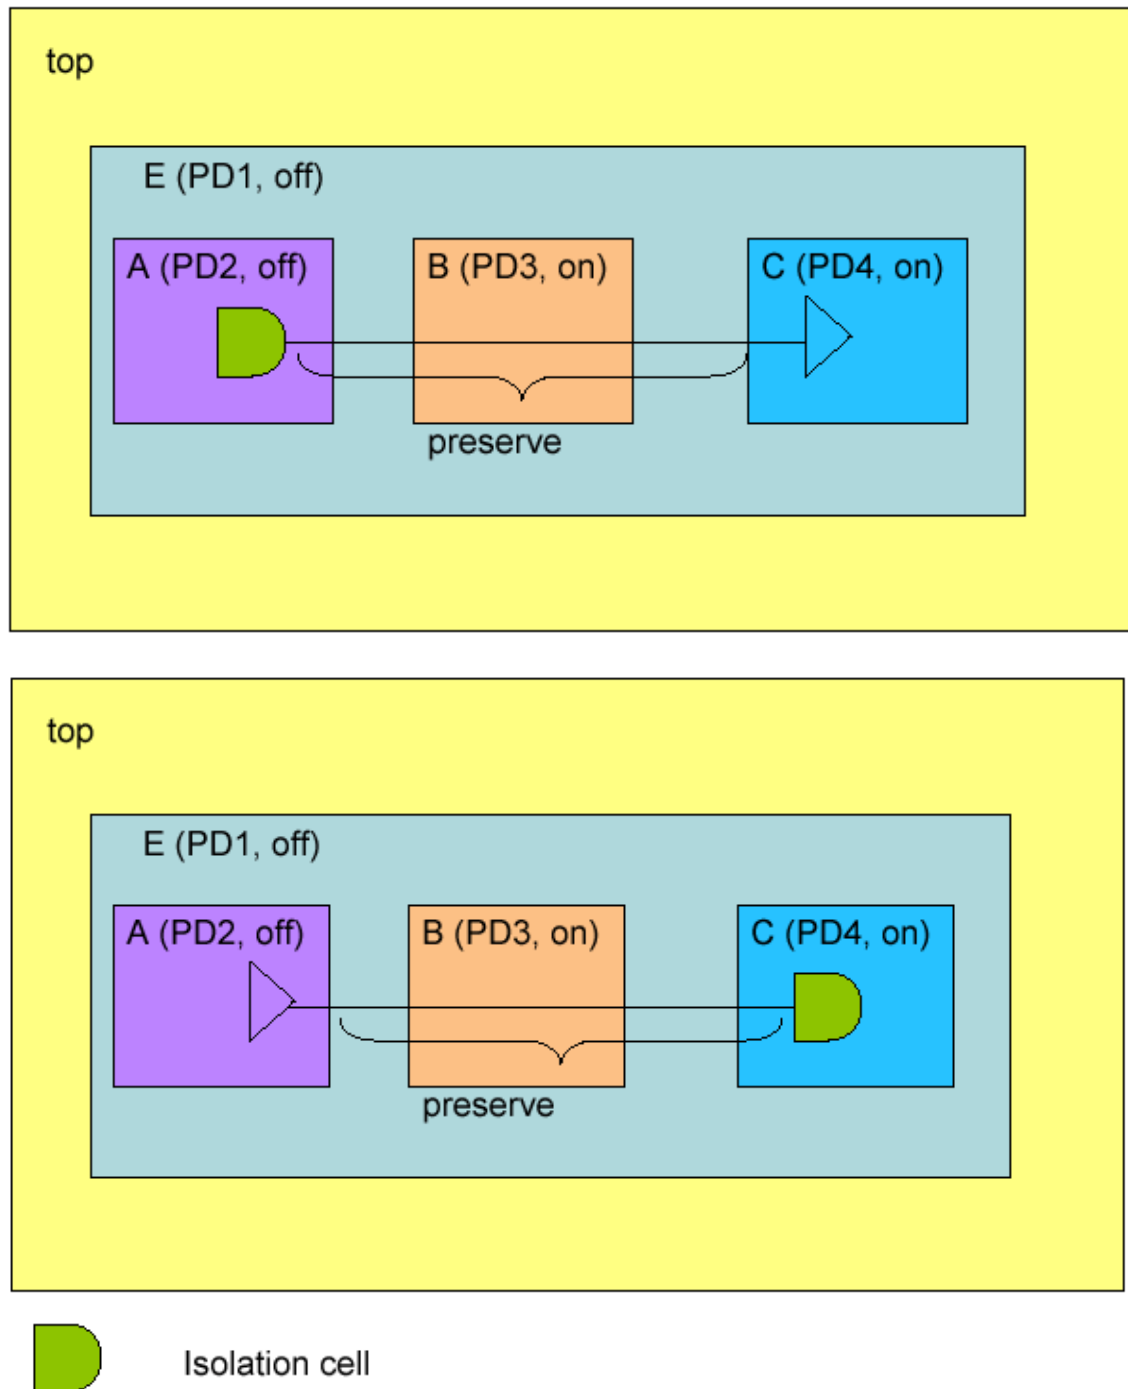 top
E (PD1, off)
A (PD2, off)
B (PD3, on)
C (PD4, on)
preserve
top
E (PD1, off)
A (PD2, off)
B (PD3, on)
C (PD4, on)
preserve
Isolation cell